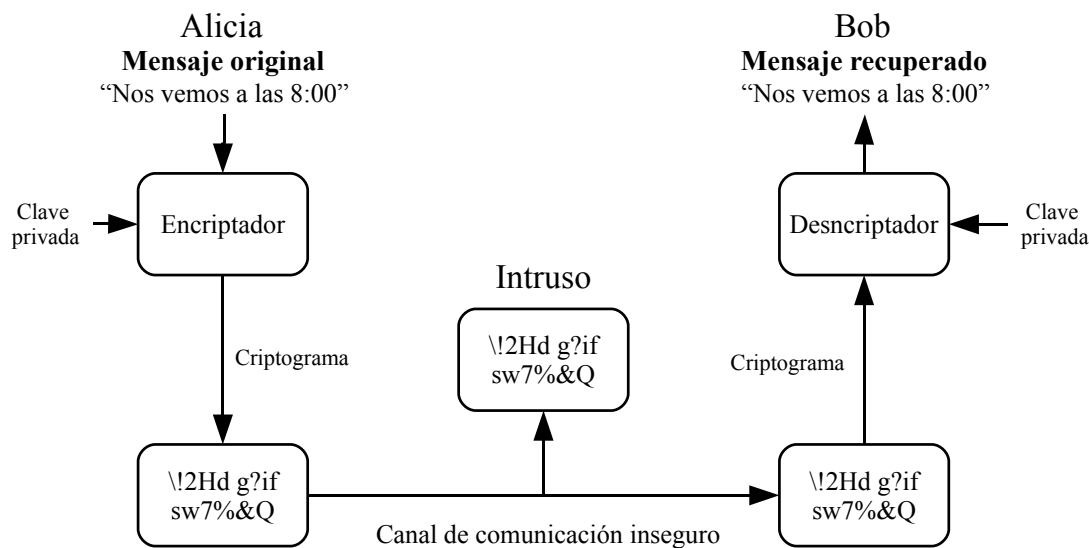 Alicia
Mensaje original
“Nos vemos a las 8:00”
Clave
privada
Encriptador
Criptograma
\!2Hd g?if
sw7%&Q
Intruso
\!2Hd g?if
sw7%&Q
Canal de comunicación inseguro
Bob
Mensaje recuperado
“Nos vemos a las 8:00”
Desncriptador
Clave
privada
Criptograma
\!2Hd g?if
sw7%&Q